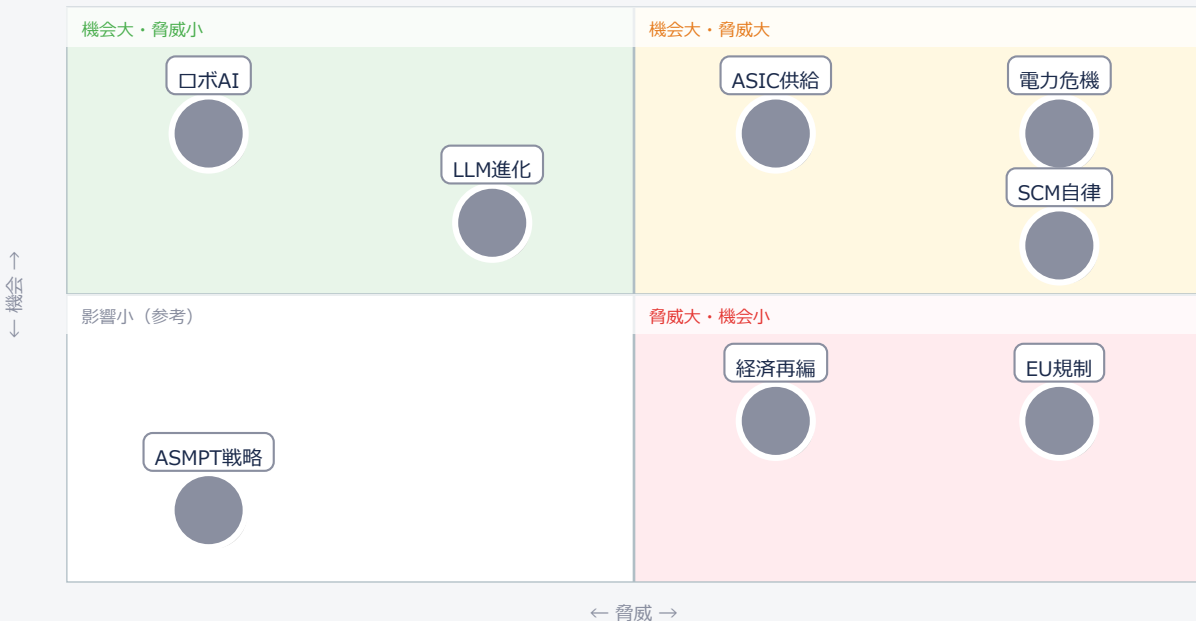 機会大・脅威小
機会大・脅威大
ロボAI
ASIC供給
電力危機
LLM進化
SCM自律
← 機会 →
影響小（参考）
脅威大・機会小
経済再編
EU規制
ASMPT戦略
← 脅威 →